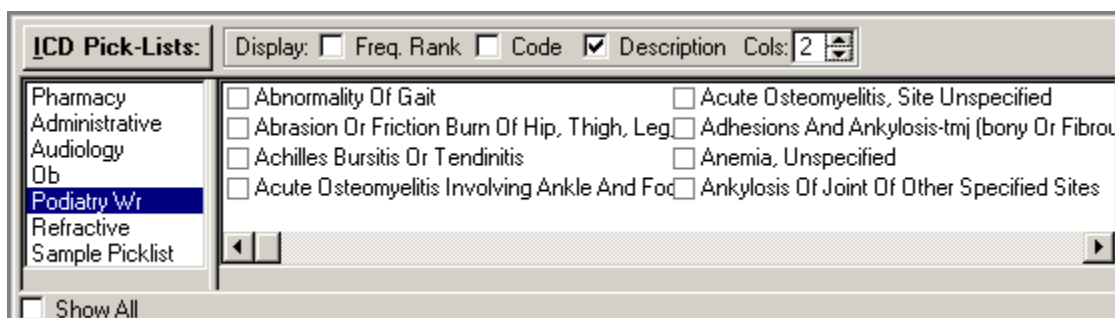 ICD Pick-Lists: Display: Freq. Rank Code Description Cols: 2
Pharmacy
Administrative
Audiology
Ob
Podiatry Wr
Refractive
Sample Picklist
Abnormality Of Gait
Abrasion Or Friction Burn Of Hip, Thigh, Leg,
Achilles Bursitis Or Tendinitis
Acute Osteomyelitis Involving Ankle And Foo
Acute Osteomyelitis, Site Unspecified
Adhesions And Ankylosis-tmj (bony Or Fibrou
Anemia, Unspecified
Ankylosis Of Joint Of Other Specified Sites
Show All